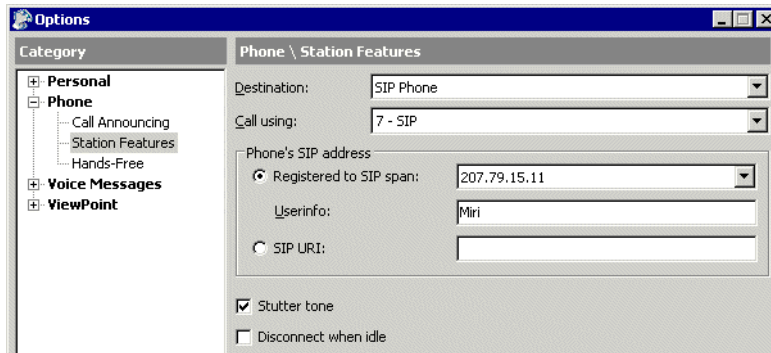 Options
Category
Phone \ Station Features
Personal
Phone
Call Announcing
Station Features
Hands-Free
Voice Messages
ViewPoint
Destination: SIP Phone
Call using: 7 - SIP
Phone's SIP address
Registered to SIP span: 207.79.15.11
Userinfo: Miri
SIP URI:
Stutter tone
Disconnect when idle